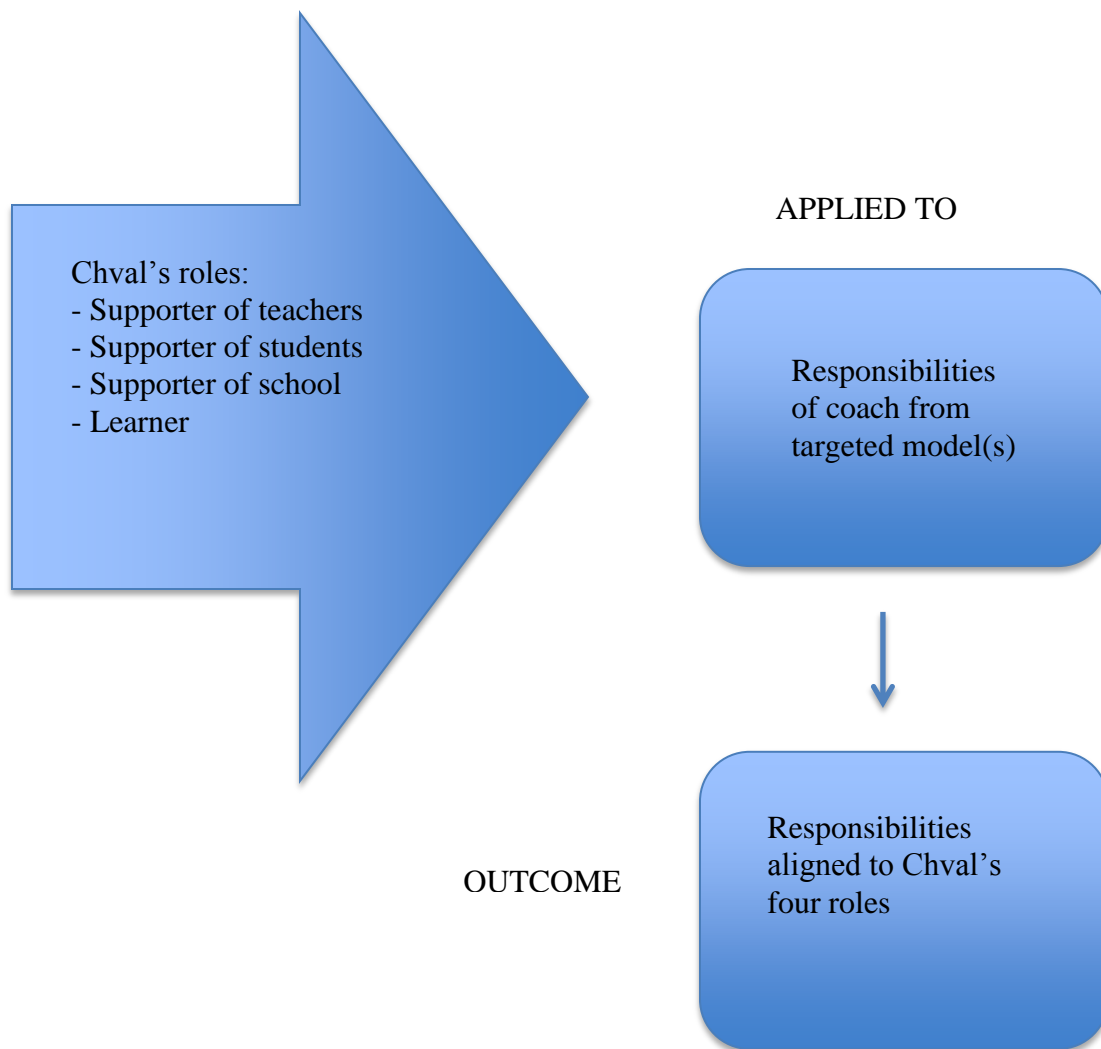 APPLIED TO
Chval’s roles:
- Supporter of teachers
- Supporter of students
- Supporter of school
- Learner
Responsibilities
of coach from
targeted model(s)
OUTCOME
Responsibilities
aligned to Chval’s
four roles